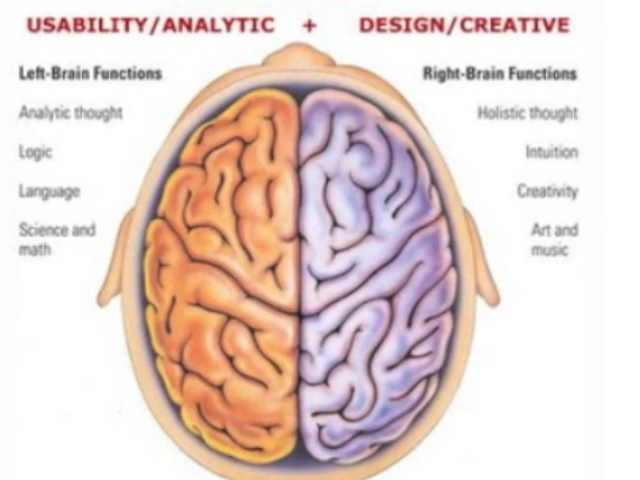 USABILITY/ANALYTIC + DESIGN/CREATIVE
Left-Brain Functions
Analytic thought
Logic
Language
Science and
math
Right-Brain Functions
Holistic thought
Intuition
Creativity
Art and
music